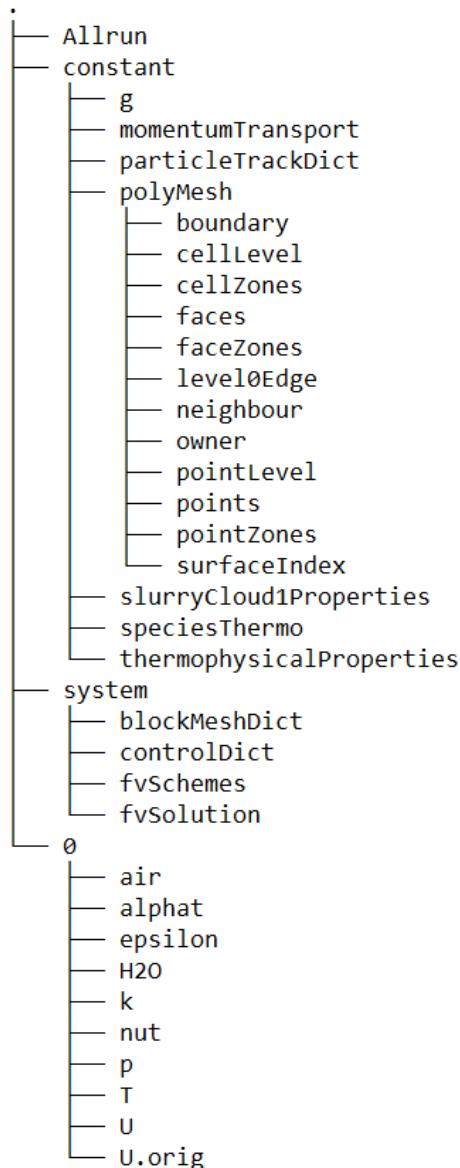 .
Allrun
constant
g
momentumTransport
particleTrackDict
polyMesh
boundary
cellLevel
cellZones
faces
faceZones
level0Edge
neighbour
owner
pointLevel
points
pointZones
surfaceIndex
slurryCloud1Properties
speciesThermo
thermophysicalProperties
system
blockMeshDict
controlDict
fvSchemes
fvSolution
0
air
alphat
epsilon
H2O
k
nut
p
T
U
U.orig